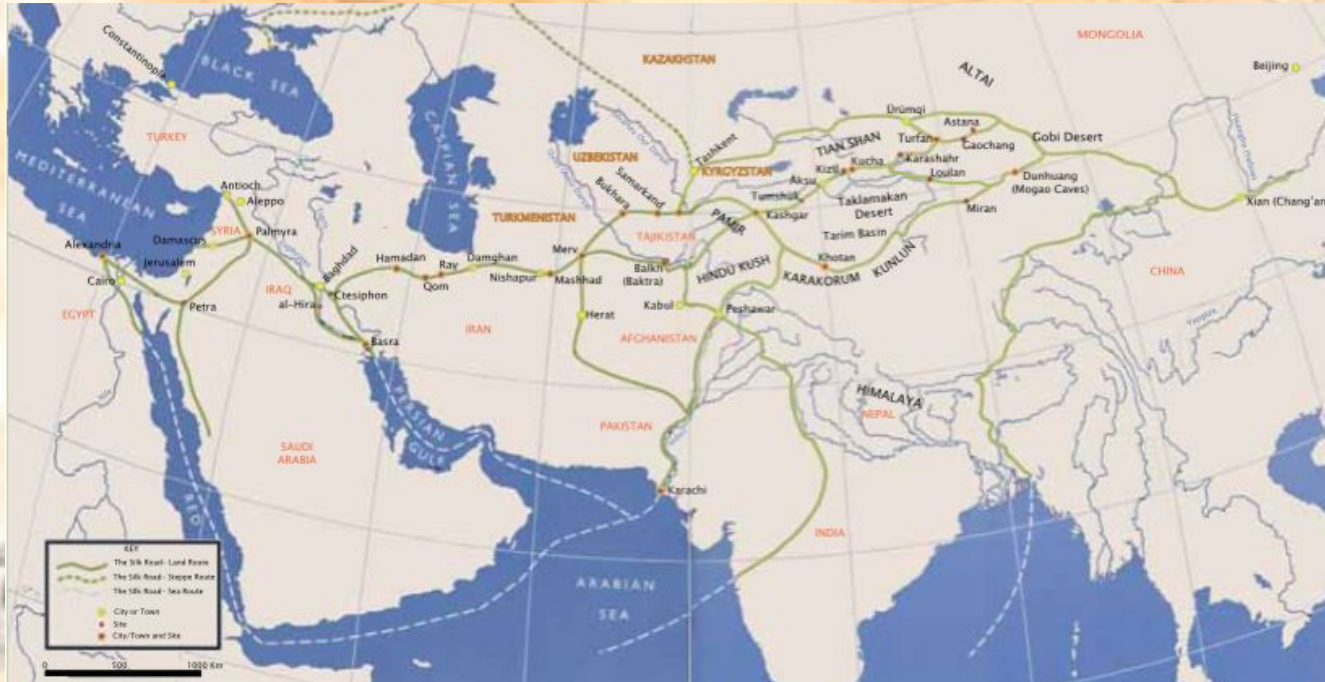 MONGOLIA
Beijing
ALTAI
KAZAKHSTAN
Constantinople
BLACK SEA
CAPIAN SEA
TURKEY
MEDITERRANEAN SEA
UZBEKISTAN
KYRGYZSTAN
TURKMENISTAN
TAJIKISTAN
Tashkent
Samarkand
Bukhara
Ürümqi
Astana
Turfan
Gaochang
Gobi Desert
TIAN SHAN
Karashahr
Kucha
Kizil
Loulan
Aksu
Tumshuk
Dunhuang
(Mogao Caves)
Taklamakan
Desert
Miran
Kashgar
PAMIR
Tarim Basin
Khotan
KUNLUN
KARAKORUM
HINDU KUSH
Xian (Chang'an)
CHINA
Yangtze
Antioch
Aleppo
SYRIA
Palmyra
Damascus
Jerusalem
Alexandria
Cairo
EGYPT
Petra
Nile
IRAQ
Baghdad
Ctesiphon
al-Hira
Basra
Hamadan
Ray
Qom
Damghan
Nishapur
Mashhad
Merv
IRAN
Herat
Balkh
(Baktra)
Kabul
Peshawar
AFGHANISTAN
PAKISTAN
HIMALAYA
NEPAL
INDIA
Karachi
PERSIAN GULF
SAUDI
ARABIA
RED
ARABIAN
SEA
KEY
The Silk Road- Land Route
The Silk Road - Steppe Route
The Silk Road - Sea Route
City or Town
Site
City/Town and Site
0 500 1000 Km